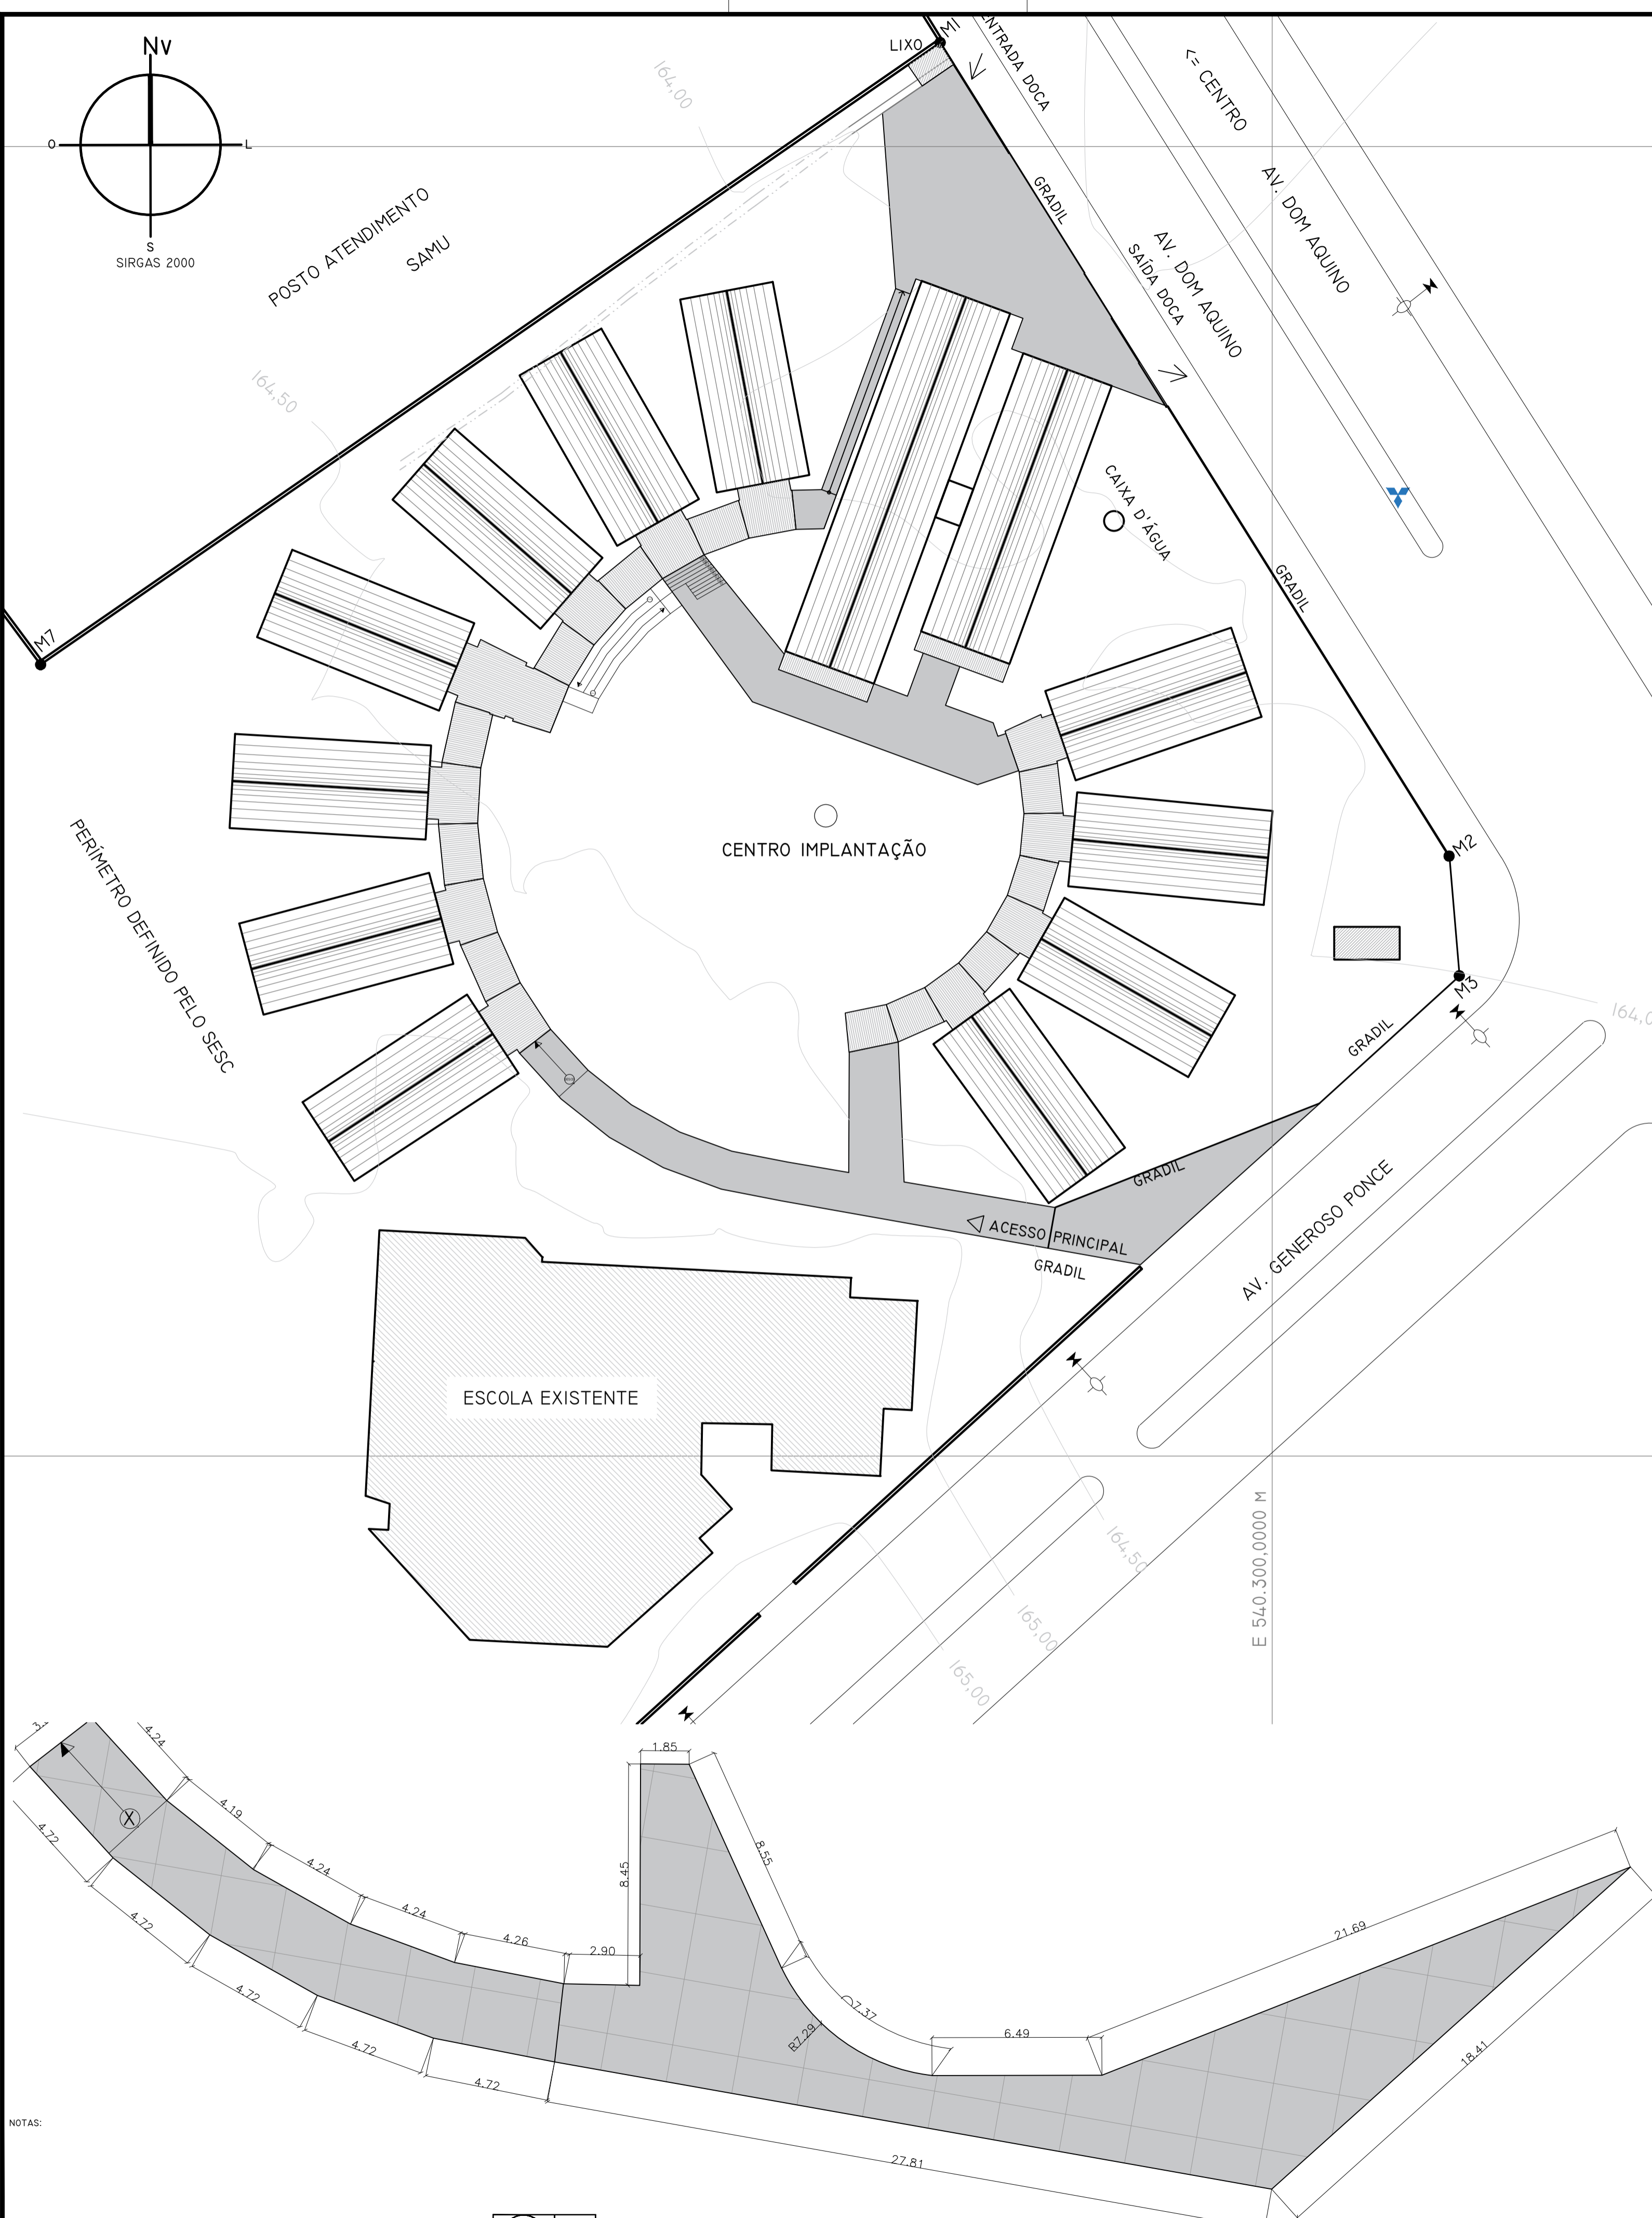 NV
O
L
S
SIRGAS 2000
LIXO
M1
ENTRADA DOCA
<= CENTRO
AV. DOM AQUINO
164,00
POSTO ATENDIMENTO
SAMU
GRADIL
AV. DOM AQUINO
SAÍDA DOCA
164,50
CAIXA D'ÁGUA
GRADIL
M7
CENTRO IMPLANTAÇÃO
M2
PERÍMETRO DEFINIDO PELO SESC
M3
164,0
GRADIL
GRADIL
AV. GENEROSO PONCE
ACESSO PRINCIPAL
GRADIL
ESCOLA EXISTENTE
E 540.300,0000 M
164,50
165,00
165,00
4.24
1.85
X
4.19
4.72
4.24
8.45
8.55
4.24
4.72
4.26
2.90
7.37
21.69
4.72
R7.29
6.49
18.41
4.72
4.72
NOTAS:
27.81